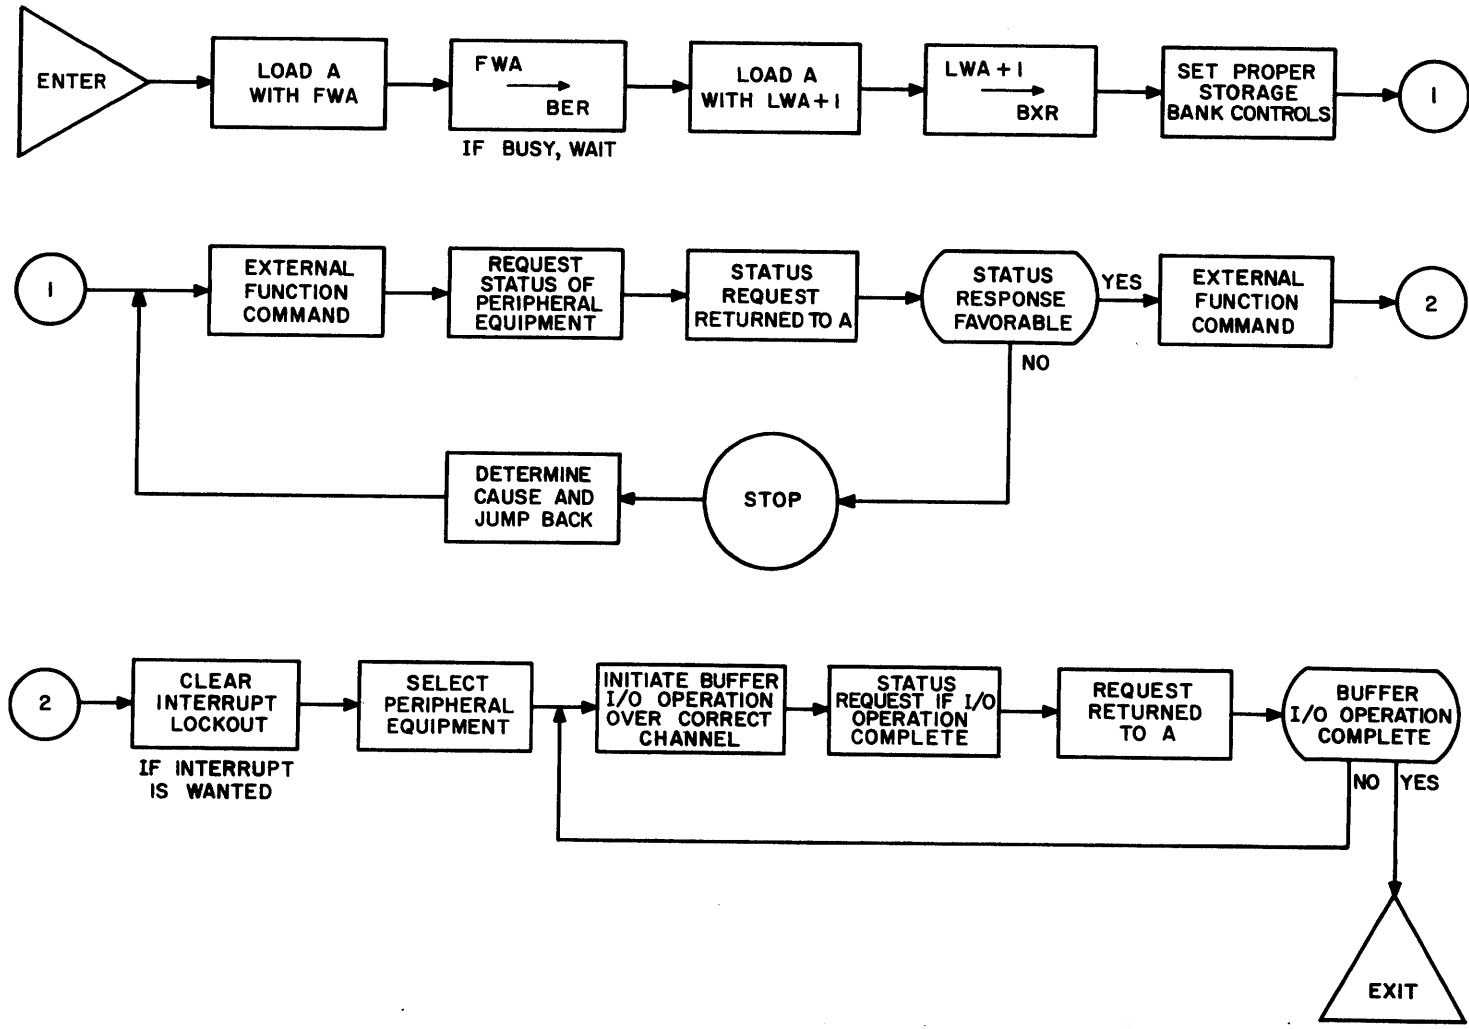 ENTER
LOAD A
WITH FWA
FWA
BER
IF BUSY, WAIT
LOAD A
WITH LWA+1
LWA+1
BXR
SET PROPER
STORAGE
BANK CONTROLS
1
1
EXTERNAL
FUNCTION
COMMAND
REQUEST
STATUS OF
PERIPHERAL
EQUIPMENT
STATUS
REQUEST
RETURNED TO A
STATUS
RESPONSE
FAVORABLE
YES
NO
EXTERNAL
FUNCTION
COMMAND
2
STOP
DETERMINE
CAUSE AND
JUMP BACK
2
CLEAR
INTERRUPT
LOCKOUT
IF INTERRUPT
IS WANTED
SELECT
PERIPHERAL
EQUIPMENT
INITIATE BUFFER
I/O OPERATION
OVER CORRECT
CHANNEL
STATUS
REQUEST IF I/O
OPERATION
COMPLETE
REQUEST
RETURNED
TO A
BUFFER
I/O OPERATION
COMPLETE
NO
YES
EXIT